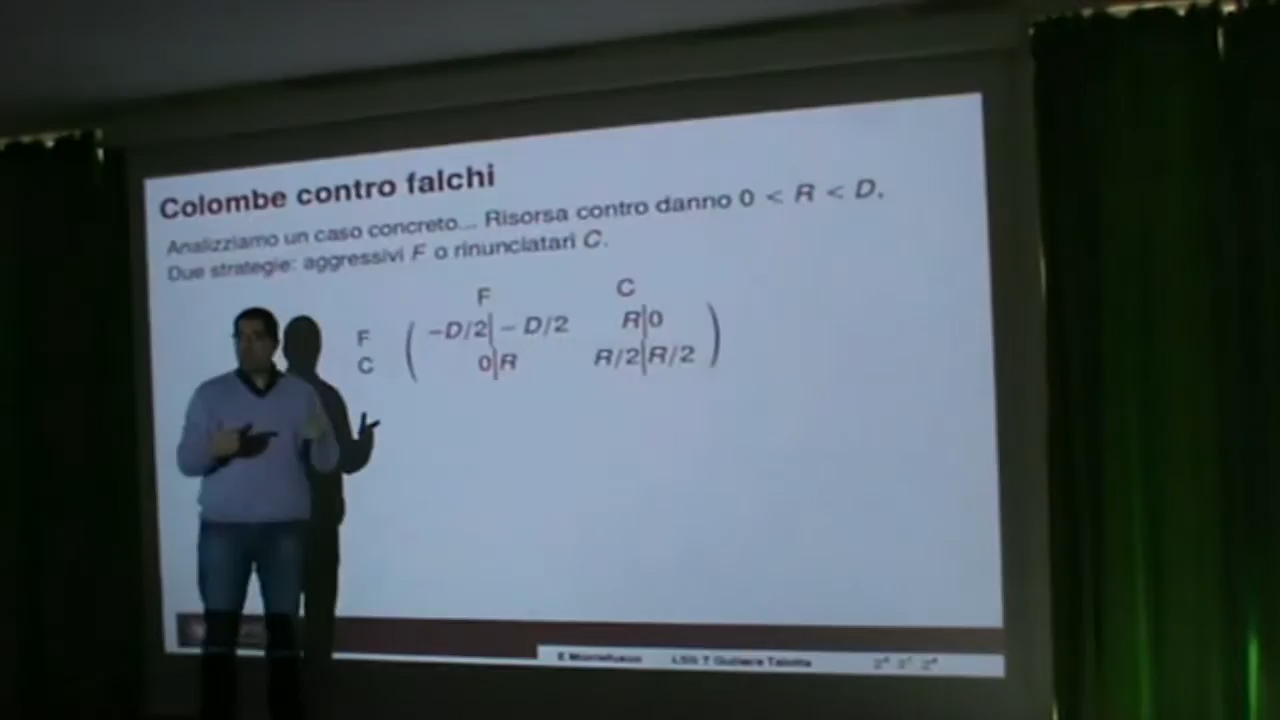 Colombe contro falchi
Analizziamo un caso concreto... Risorsa contro danno 0 < R < D.
Due strategie: aggressivi F o rinunciatari C.
F C
F -D/2|-D/2 R|0
C 0|R R/2|R/2